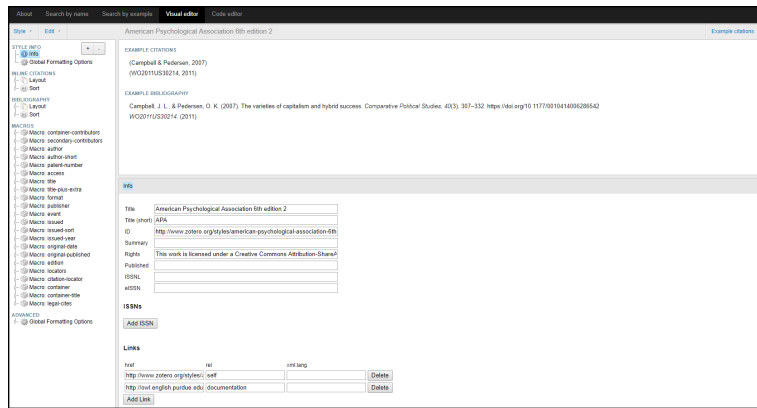 About Search by name Search by example Visual editor Code editor
Style Edit American Psychological Association 6th edition 2 Example citations
STYLE INFO + -
Info
Global Formatting Options
INLINE CITATIONS
Layout
Sort
BIBLIOGRAPHY
Layout
Sort
MACROS
Macro: container-contributors
Macro: secondary-contributors
Macro: author
Macro: author-short
Macro: patent-number
Macro: access
Macro: title
Macro: title-plus-extra
Macro: format
Macro: publisher
Macro: event
Macro: issued
Macro: issued-sort
Macro: issued-year
Macro: original-date
Macro: original-published
Macro: edition
Macro: locators
Macro: citation-locator
Macro: container
Macro: container-title
Macro: legal-cites
ADVANCED
Global Formatting Options
EXAMPLE CITATIONS
(Campbell & Pedersen, 2007)
(WO2011US30214, 2011)
EXAMPLE BIBLIOGRAPHY
Campbell, J. L., & Pedersen, O. K. (2007). The varieties of capitalism and hybrid success. Comparative Political Studies, 40(3), 307–332. https://doi.org/10.1177/0010414006286542
WO2011US30214. (2011).
Info
Title American Psychological Association 6th edition 2
Title (short) APA
ID http://www.zotero.org/styles/american-psychological-association-6th
Summary
Rights This work is licensed under a Creative Commons Attribution-ShareA
Published
ISSNL
eISSN
ISSNs
Add ISSN
Links
href rel xml:lang
http://www.zotero.org/styles/ self Delete
http://owl.english.purdue.edu documentation Delete
Add Link